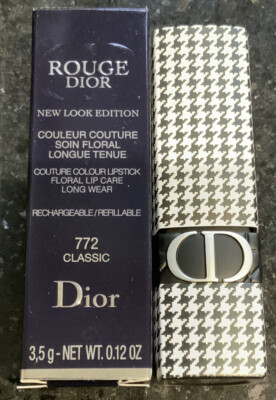 ROUGE
DIOR
NEW LOOK EDITION
COULEUR COUTURE
SOIN FLORAL
LONGUE TENUE
COUTURE COLOUR LIPSTICK
FLORAL LIP CARE
LONG WEAR
RECHARGEABLE / REFILLABLE
772
CLASSIC
Dior
3,5 g - NET WT. 0.12 OZ
CD